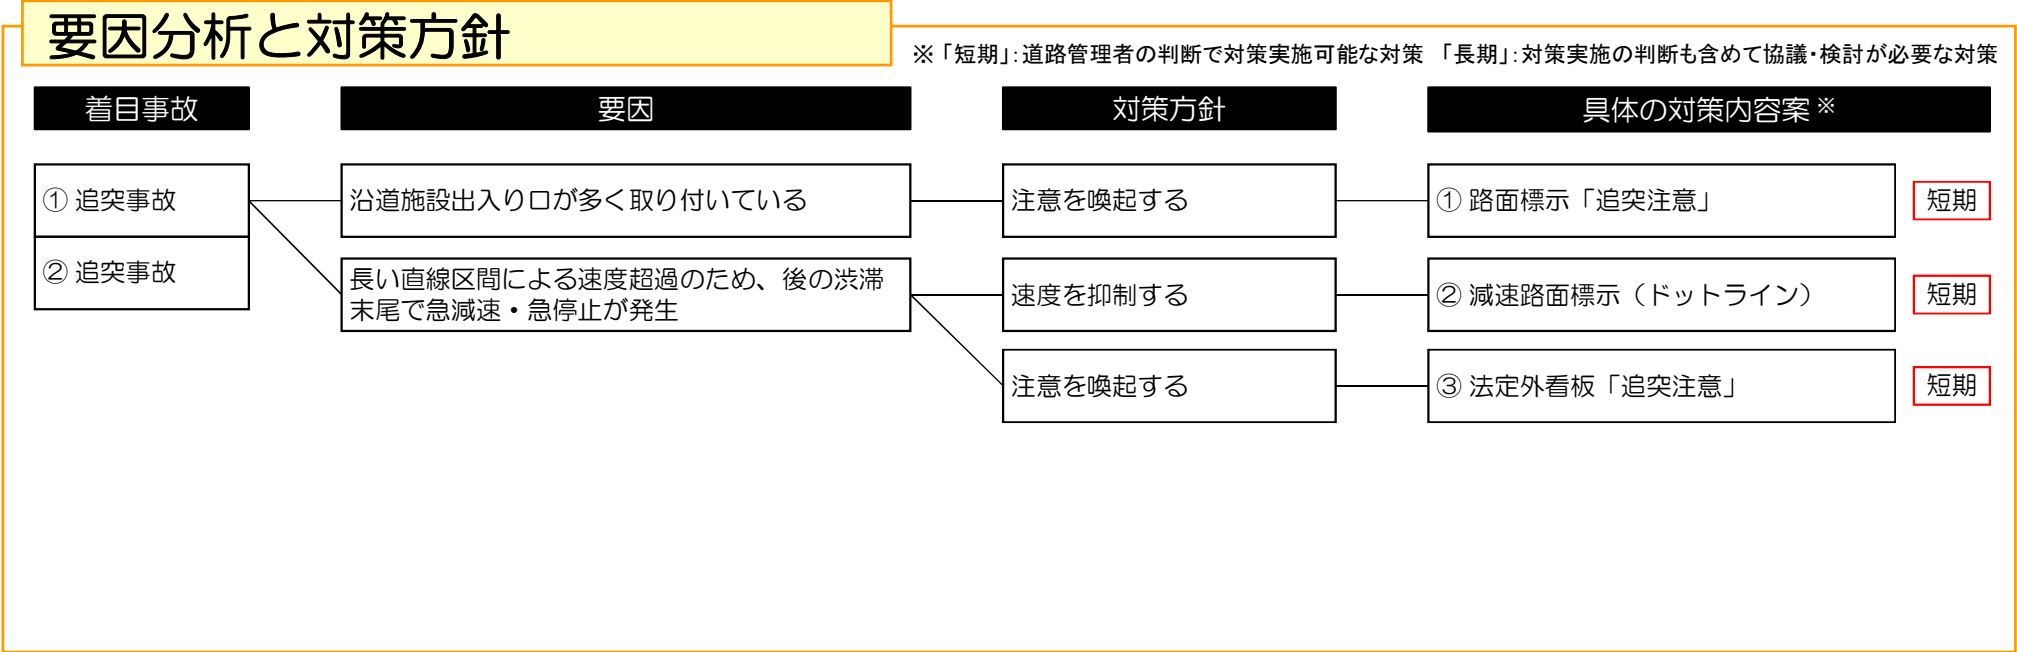 要因分析と対策方針
※「短期」:道路管理者の判断で対策実施可能な対策 「長期」:対策実施の判断も含めて協議・検討が必要な対策
着目事故
要因
対策方針
具体の対策内容案※
① 追突事故
沿道施設出入り口が多く取り付いている
注意を喚起する
① 路面標示「追突注意」
短期
② 追突事故
長い直線区間による速度超過のため、後の渋滞
末尾で急減速・急停止が発生
速度を抑制する
② 減速路面標示（ドットライン）
短期
注意を喚起する
③ 法定外看板「追突注意」
短期